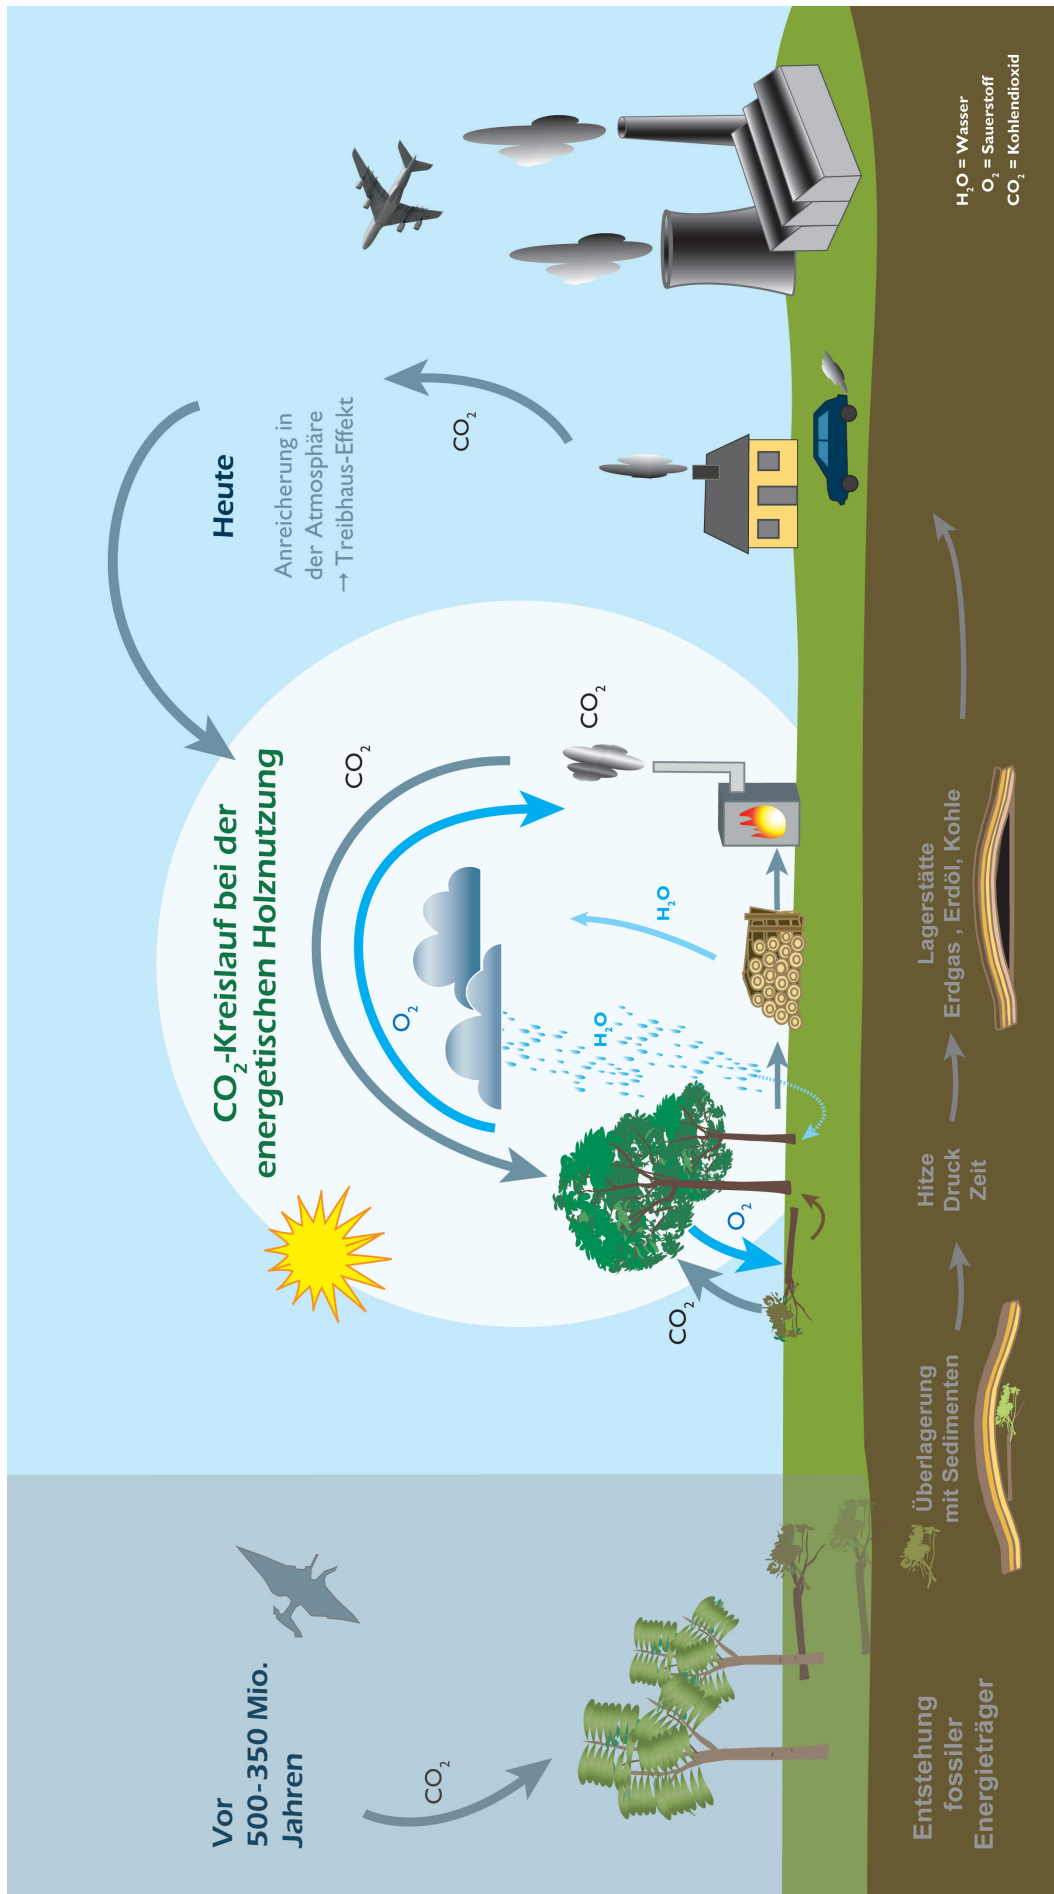 Vor
500-350 Mio.
Jahren
CO₂
CO₂-Kreislauf bei der
energetischen Holznutzung
CO₂
O₂
H₂O
H₂O
CO₂
CO₂
O₂
Heute
Anreicherung in
der Atmosphäre
→ Treibhaus-Effekt
CO₂
Entstehung
fossiler
Energieträger
Überlagerung
mit Sedimenten
Hitze
Druck
Zeit
Lagerstätte
Erdgas , Erdöl, Kohle
H₂O = Wasser
O₂ = Sauerstoff
CO₂ = Kohlendioxid